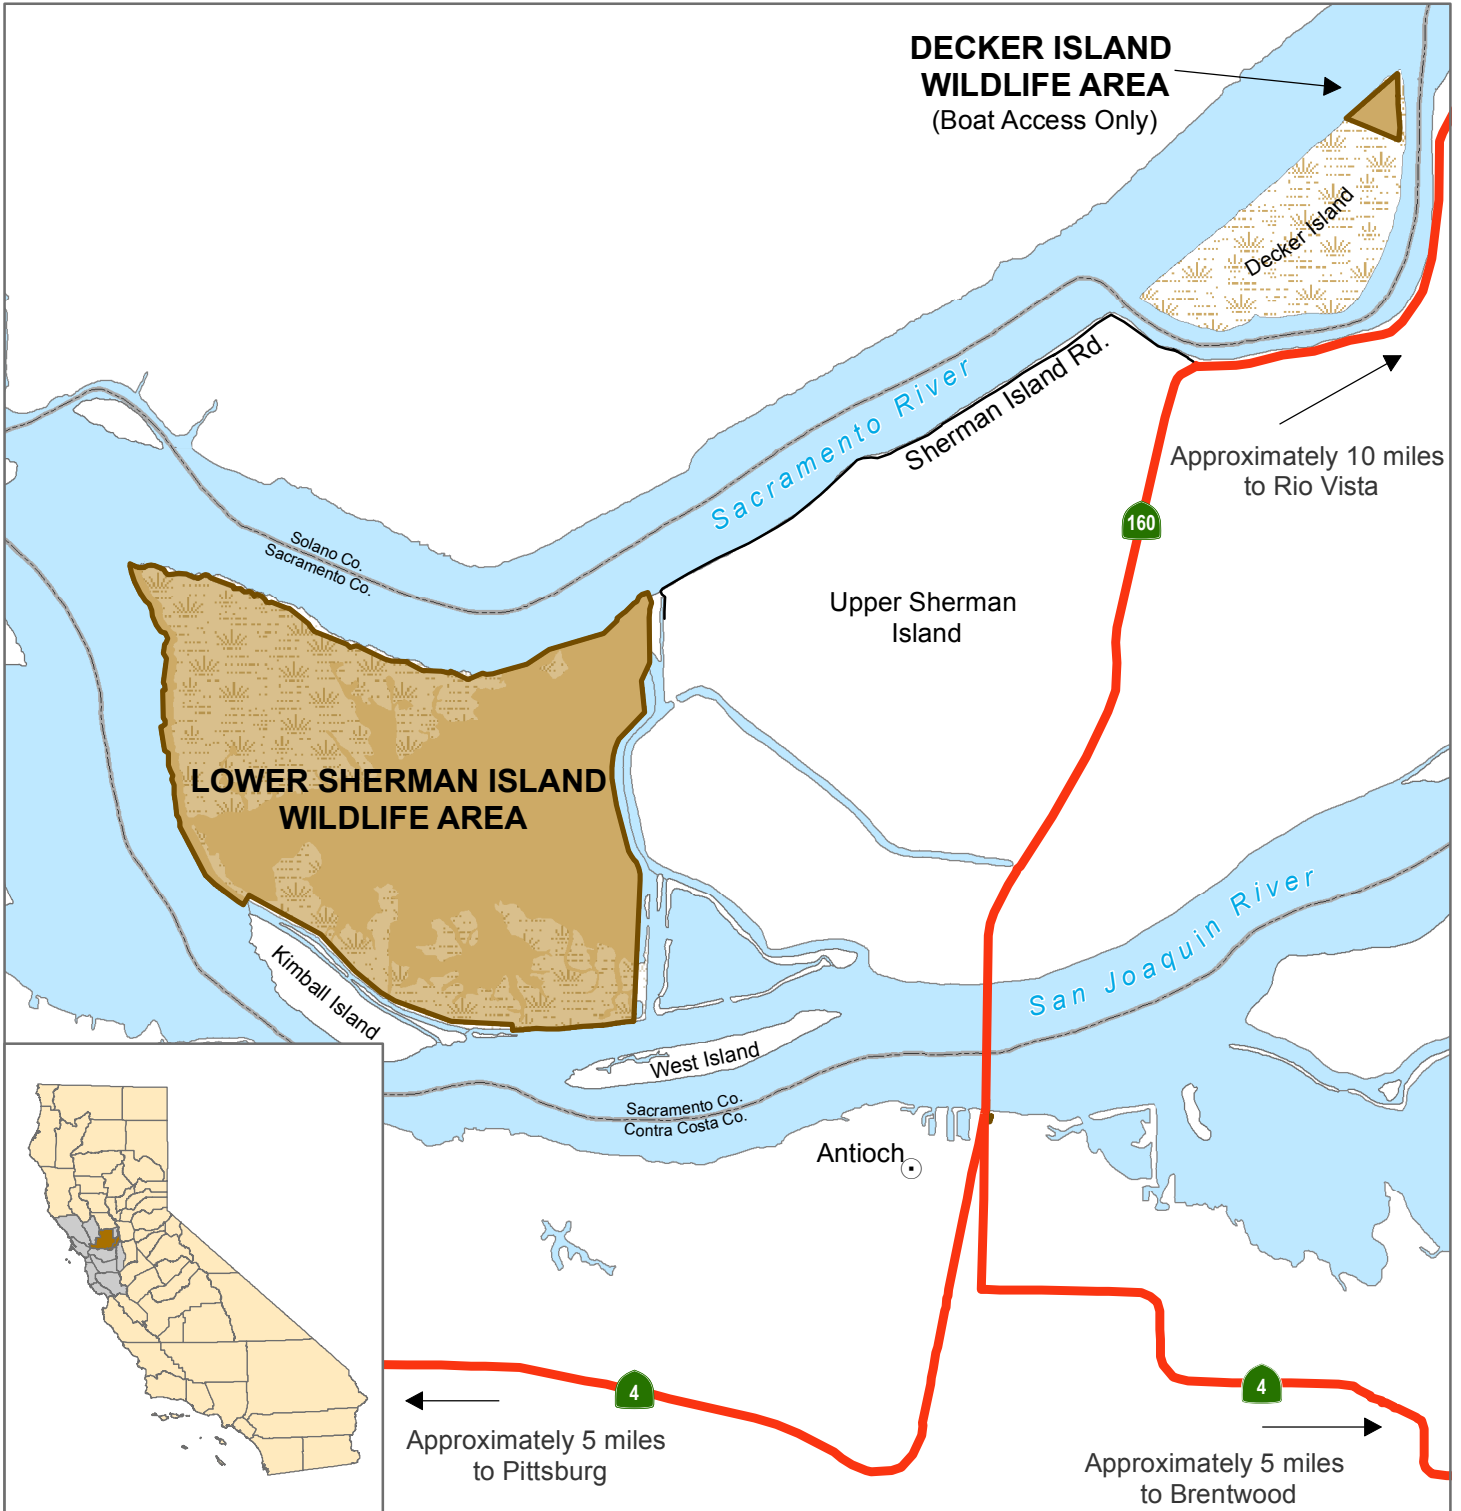 DECKER ISLAND
WILDLIFE AREA
(Boat Access Only)
Decker Island
Sacramento River
Sherman Island Rd.
Approximately 10 miles
to Rio Vista
160
Solano Co.
Sacramento Co.
Upper Sherman
Island
LOWER SHERMAN ISLAND
WILDLIFE AREA
San Joaquin River
Kimball Island
West Island
Sacramento Co.
Contra Costa Co.
Antioch
4
4
Approximately 5 miles
to Pittsburg
Approximately 5 miles
to Brentwood